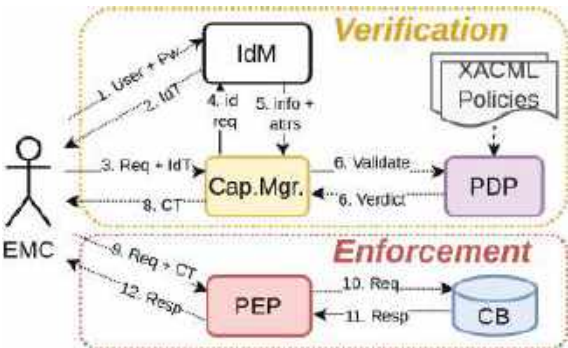 Verification
IdM
XACML
Policies
1. User + Pw
2. IdT
4. id
req
5. info +
attrs
3. Req + IdT
Cap.Mgr.
6. Validate
6. Verdict
PDP
8. CT
EMC
Enforcement
9. Req + CT
12. Resp
PEP
10. Req
11. Resp
CB